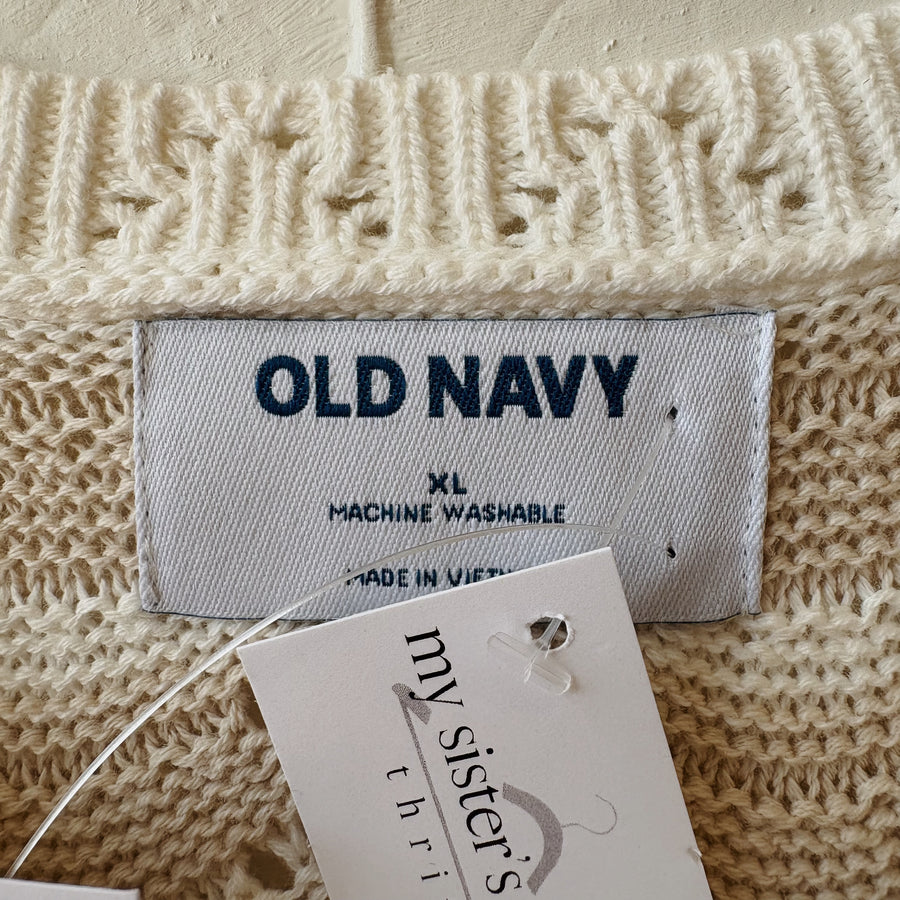 OLD NAVY
XL
MACHINE WASHABLE
MADE IN
my sister's